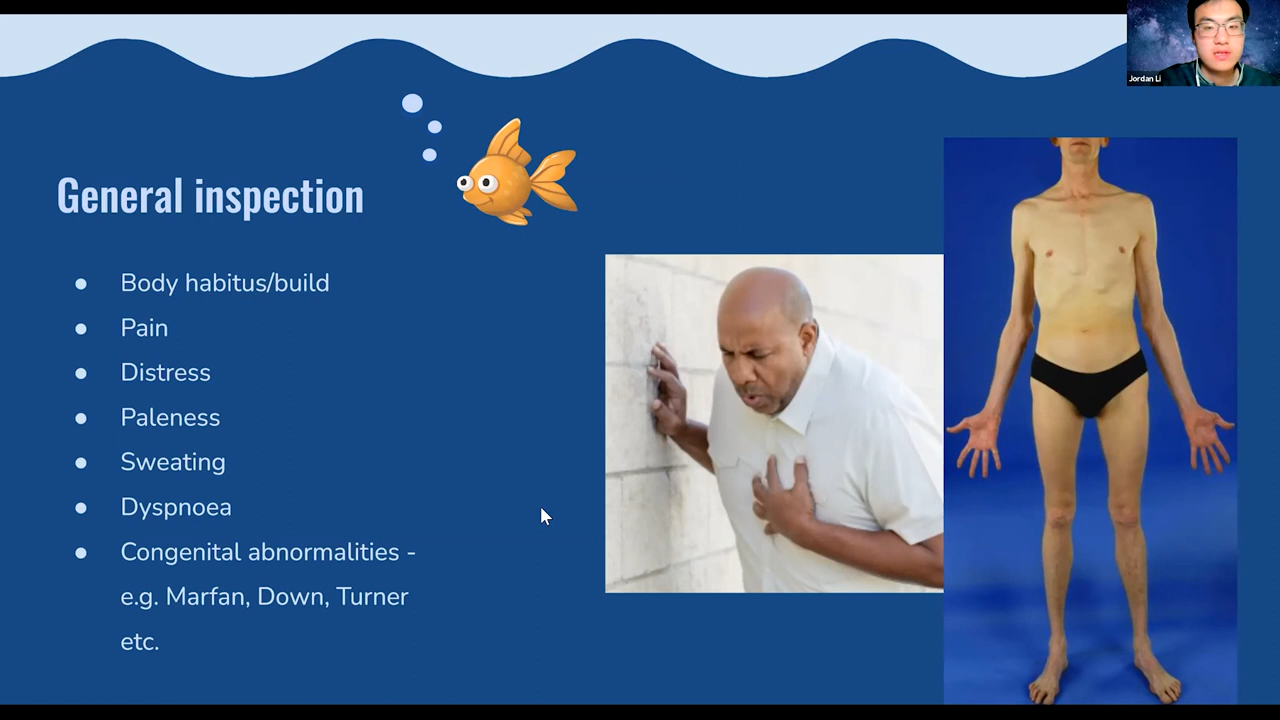 Jordan Li
General inspection
● Body habitus/build
● Pain
● Distress
● Paleness
● Sweating
● Dyspnoea
● Congenital abnormalities -
e.g. Marfan, Down, Turner
etc.